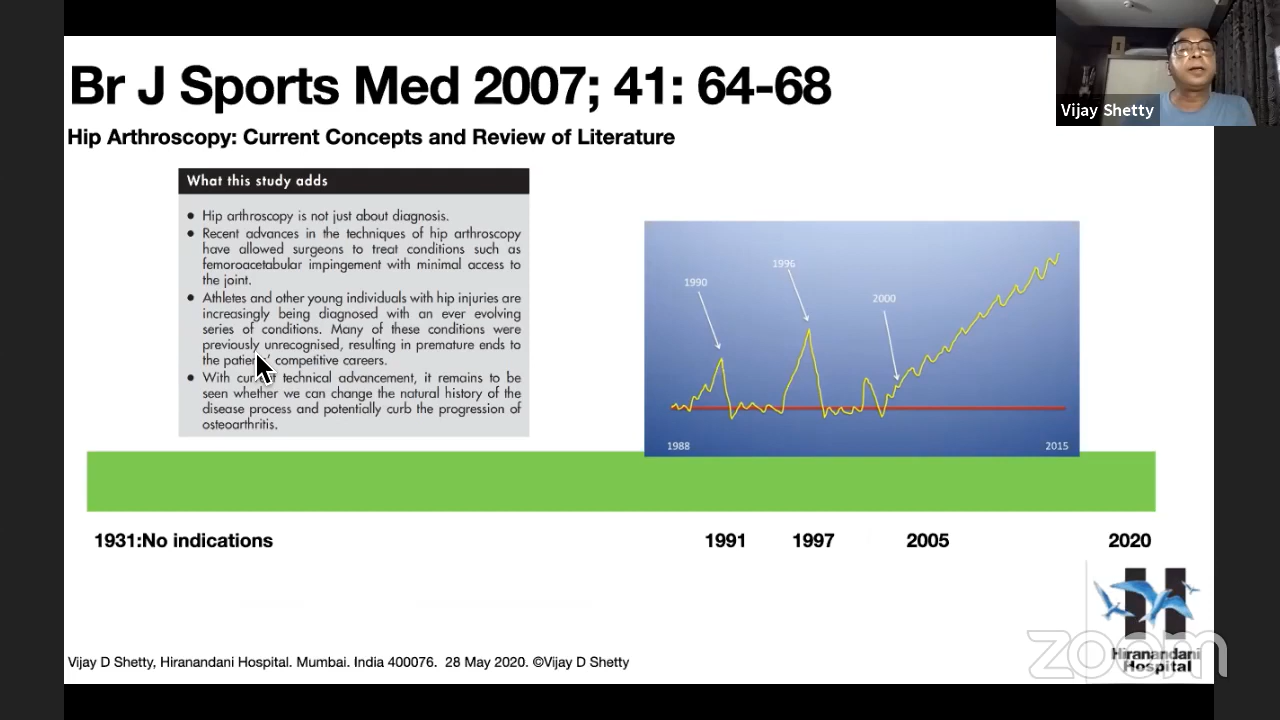 Br J Sports Med 2007; 41: 64-68
Vijay Shetty
Hip Arthroscopy: Current Concepts and Review of Literature
What this study adds
● Hip arthroscopy is not just about diagnosis.
● Recent advances in the techniques of hip arthroscopy
have allowed surgeons to treat conditions such as
femoroacetabular impingement with minimal access to
the joint.
● Athletes and other young individuals with hip injuries are
increasingly being diagnosed with an ever evolving
series of conditions. Many of these conditions were
previously unrecognised, resulting in premature ends to
the patients' competitive careers.
● With current technical advancement, it remains to be
seen whether we can change the natural history of the
disease process and potentially curb the progression of
osteoarthritis.
1990
1996
2000
1988
2015
1931:No indications
1991
1997
2005
2020
Hiranandani
Hospital
zoom
Vijay D Shetty, Hiranandani Hospital. Mumbai. India 400076. 28 May 2020. ©Vijay D Shetty